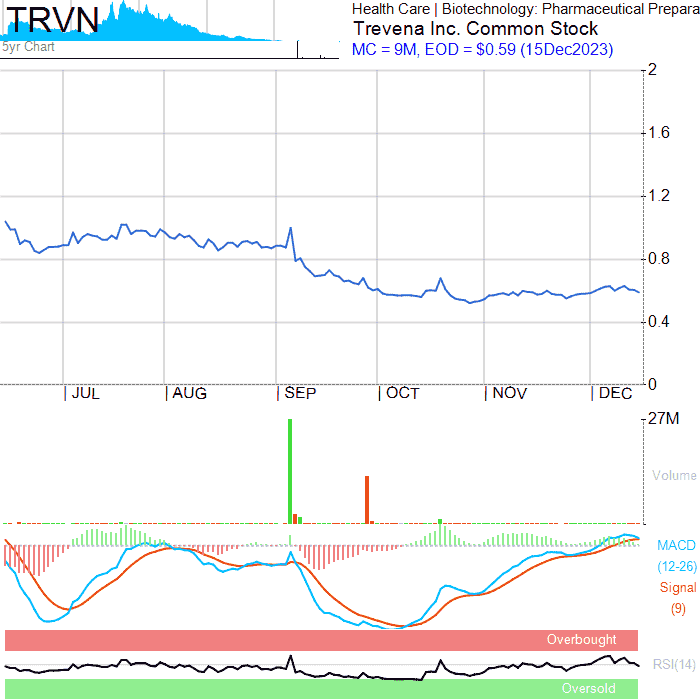 TRVN
5yr Chart
Health Care | Biotechnology: Pharmaceutical Prepara
Trevena Inc. Common Stock
MC = 9M, EOD = $0.59 (15Dec2023)
2
1.6
1.2
0.8
0.4
0
JUL AUG SEP OCT NOV DEC
27M
Volume
MACD
(12-26)
Signal
(9)
Overbought
RSI(14)
Oversold